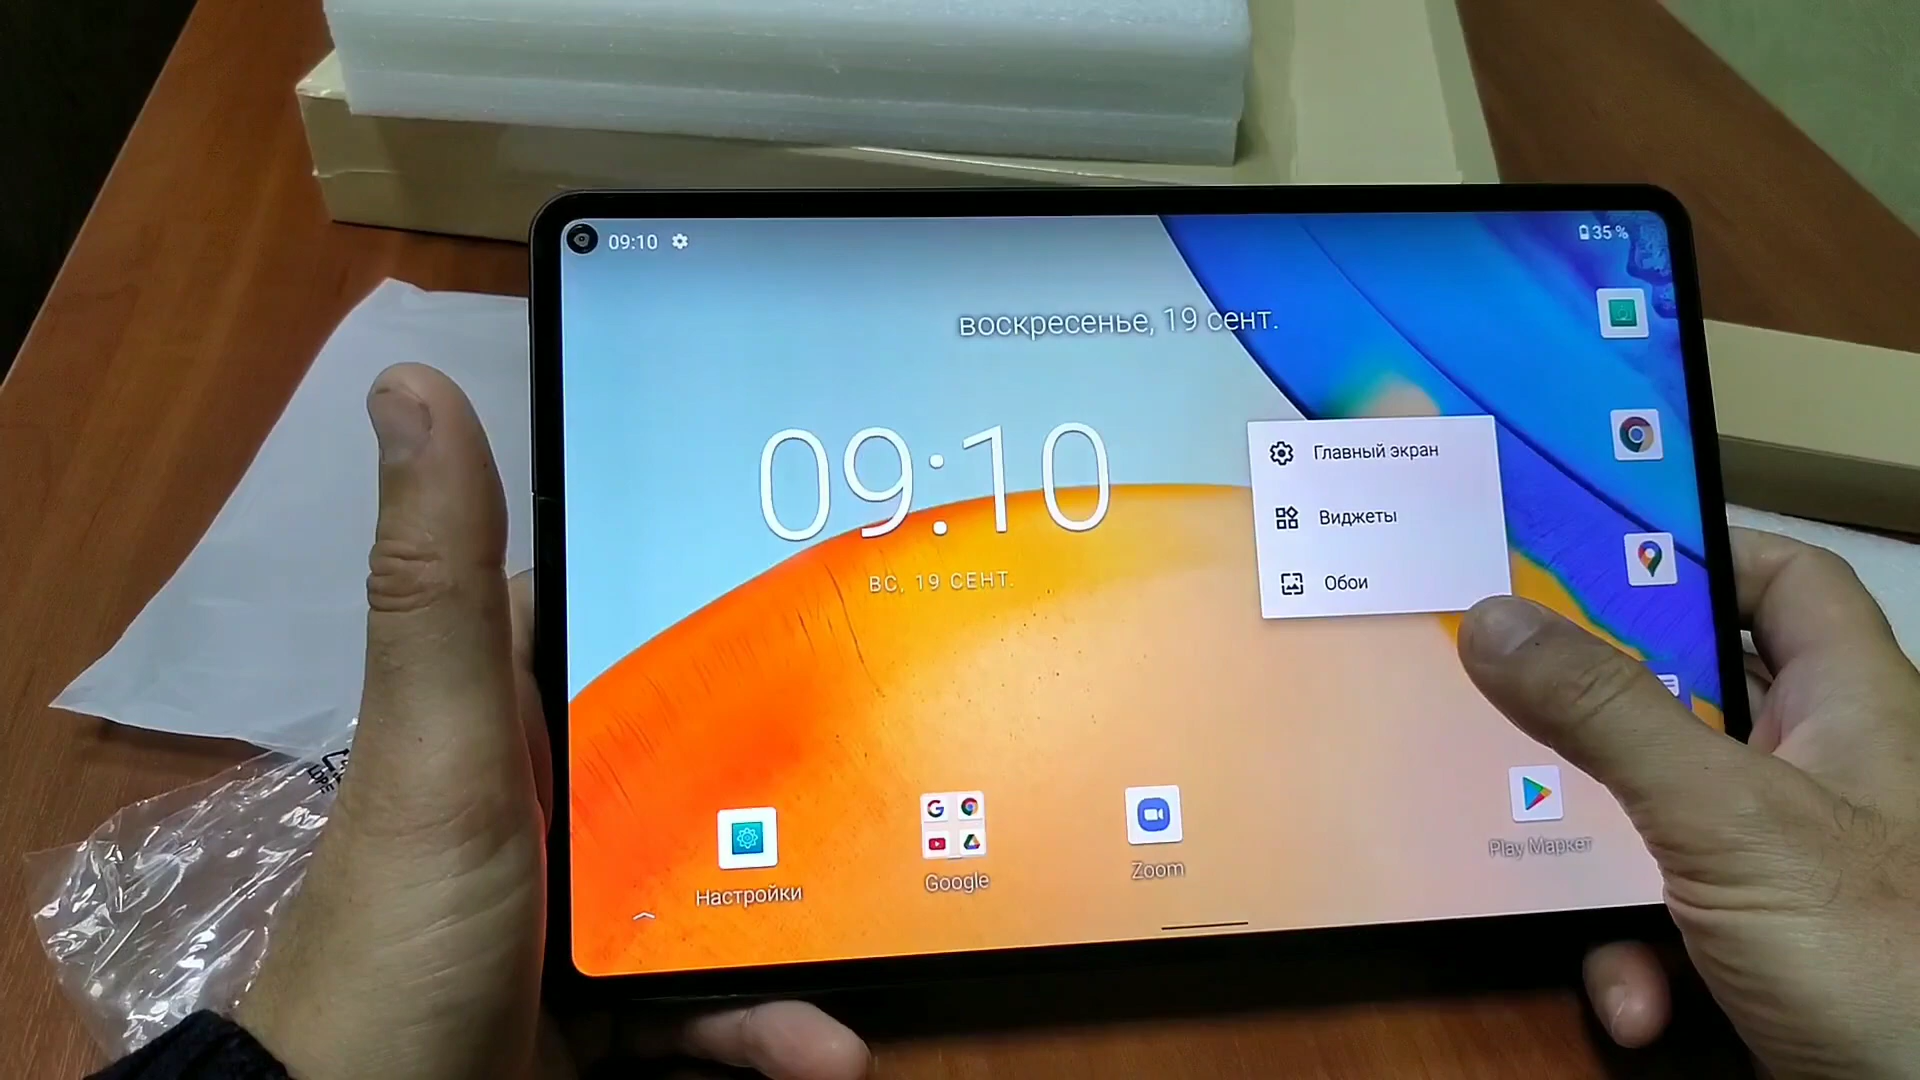 09:10
35 %
воскресенье, 19 сент.
09:10
ВС, 19 СЕНТ.
Главный экран
Виджеты
Обои
Настройки
Google
Zoom
Play Маркет